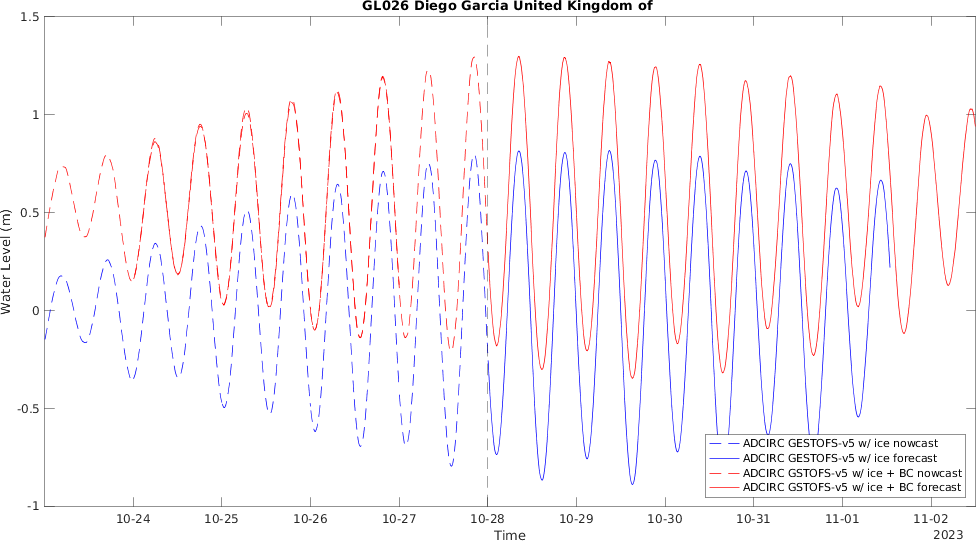 GL026 Diego Garcia United Kingdom of
1.5
1
0.5
0
-0.5
-1
Water Level (m)
10-24 10-25 10-26 10-27 10-28 10-29 10-30 10-31 11-01 11-02
Time
2023
ADCIRC GESTOFS-v5 w/ ice nowcast
ADCIRC GESTOFS-v5 w/ ice forecast
ADCIRC GSTOFS-v5 w/ ice + BC nowcast
ADCIRC GSTOFS-v5 w/ ice + BC forecast